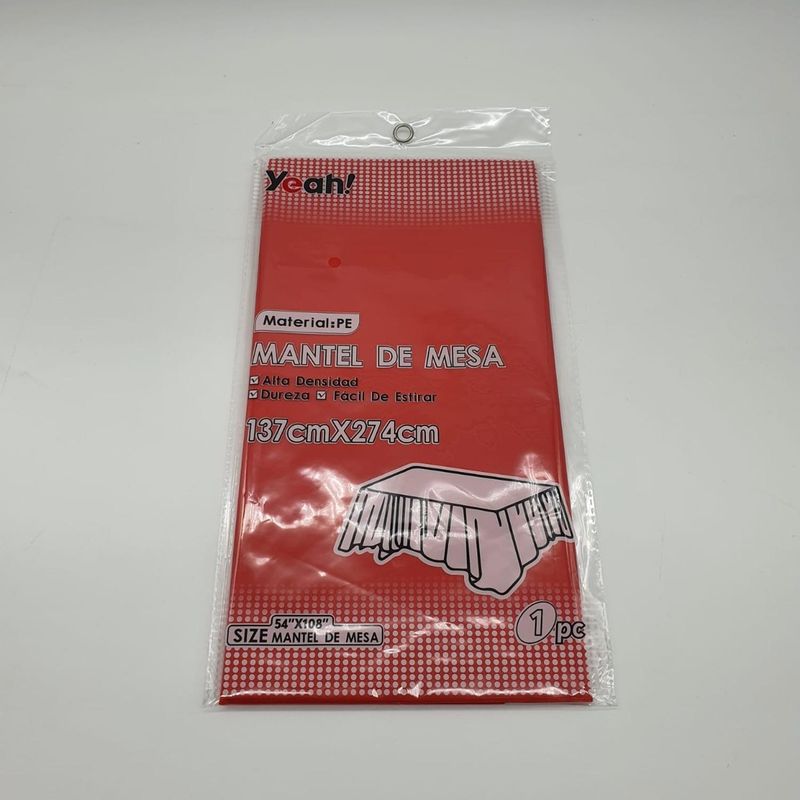 Yeah!
Material:PE
MANTEL DE MESA
Alta Densidad
Dureza Fácil De Estirar
137cmX274cm
54"X108"
SIZE MANTEL DE MESA
1 pc